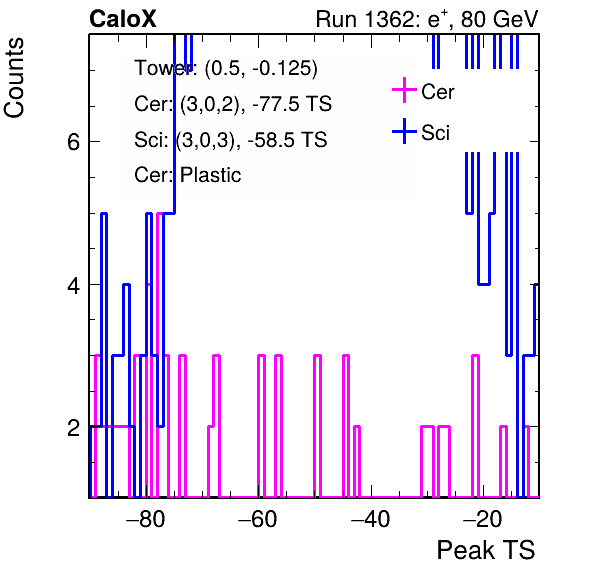 CaloX Run 1362: e+, 80 GeV
Counts
Tower: (0.5, -0.125)
Cer: (3,0,2), -77.5 TS
Sci: (3,0,3), -58.5 TS
Cer: Plastic
Cer
Sci
6
4
2
−80 −60 −40 −20
Peak TS